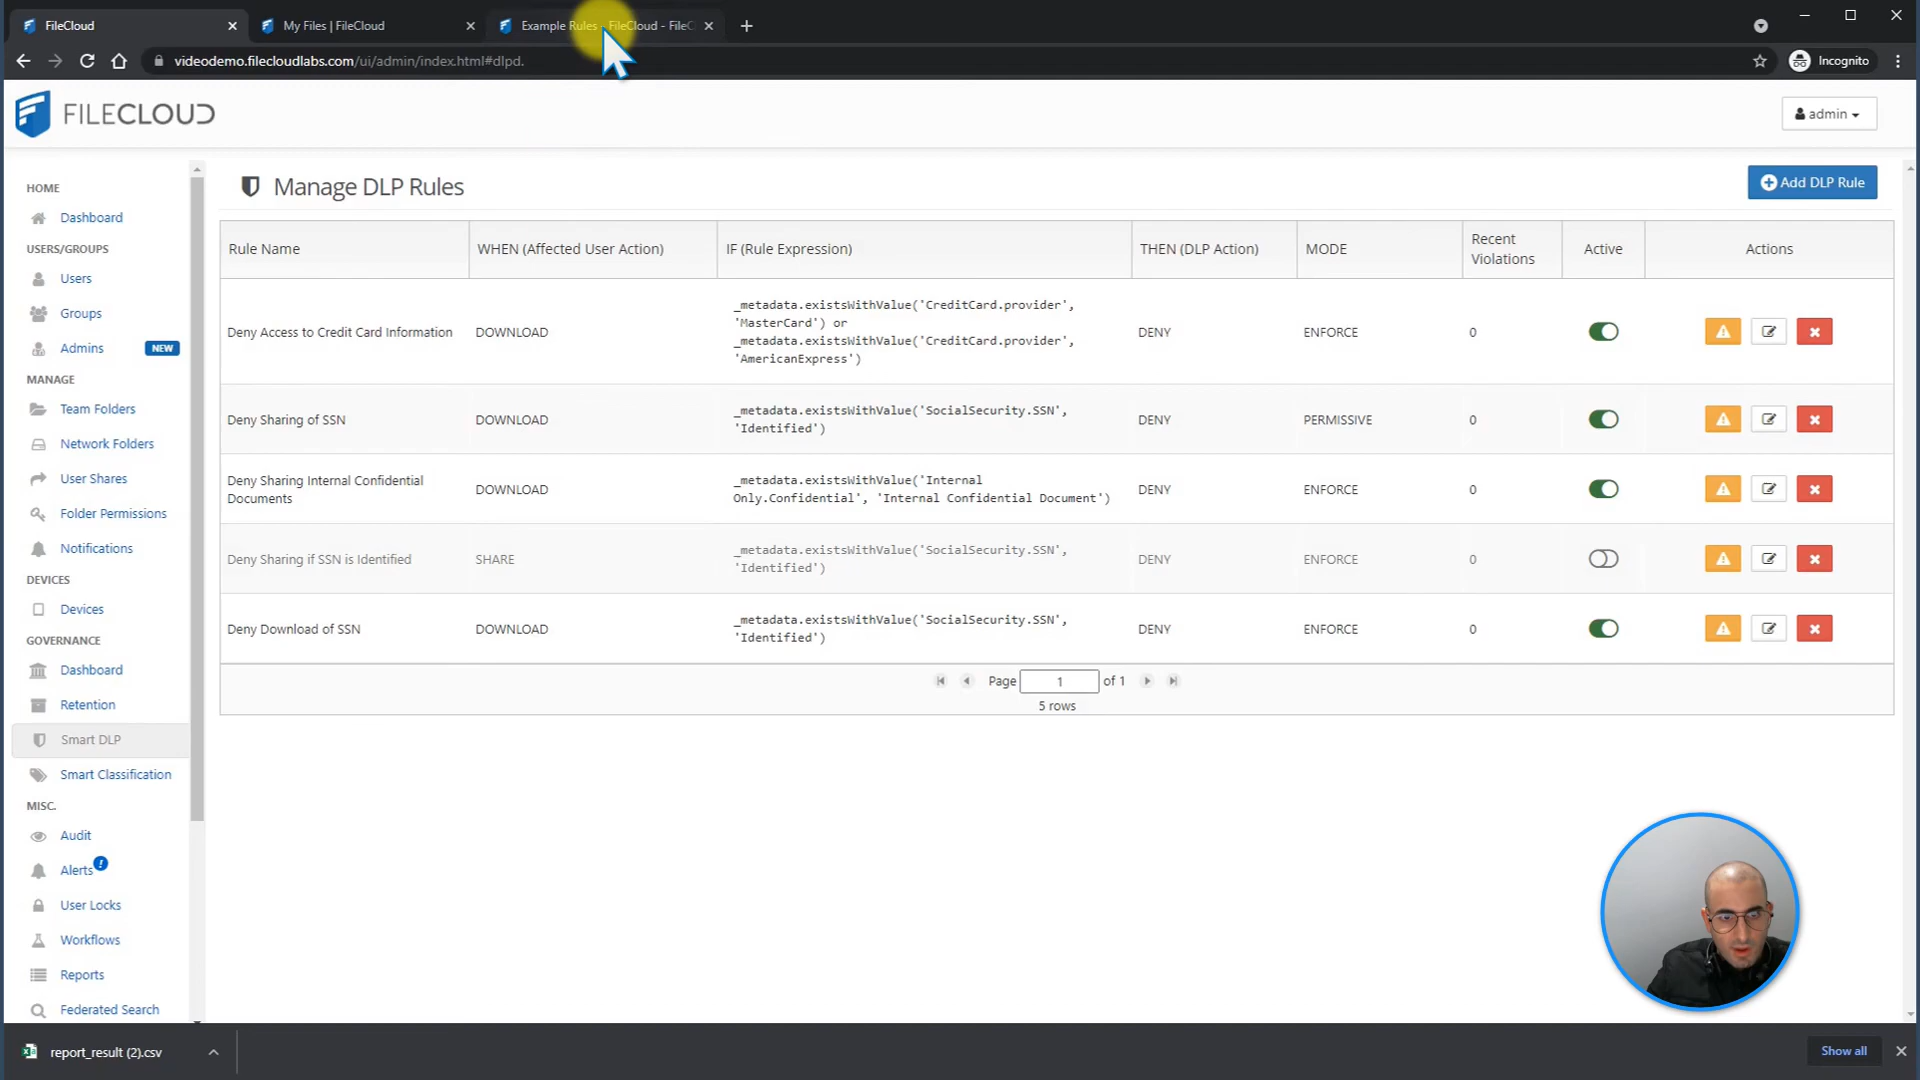 FileCloud
My Files | FileCloud
Example Rules - FileCloud - FileC
videodemo.filecloudlabs.com/ui/admin/index.html#dlpd.
Incognito
FILECLOUD
admin
HOME
Dashboard
USERS/GROUPS
Users
Groups
Admins NEW
MANAGE
Team Folders
Network Folders
User Shares
Folder Permissions
Notifications
DEVICES
Devices
GOVERNANCE
Dashboard
Retention
Smart DLP
Smart Classification
MISC.
Audit
Alerts !
User Locks
Workflows
Reports
Federated Search
Manage DLP Rules
Add DLP Rule
Rule Name WHEN (Affected User Action) IF (Rule Expression) THEN (DLP Action) MODE Recent Violations Active Actions
Deny Access to Credit Card Information DOWNLOAD _metadata.existsWithValue('CreditCard.provider',
'MasterCard') or
_metadata.existsWithValue('CreditCard.provider',
'AmericanExpress') DENY ENFORCE 0
Deny Sharing of SSN DOWNLOAD _metadata.existsWithValue('SocialSecurity.SSN',
'Identified') DENY PERMISSIVE 0
Deny Sharing Internal Confidential
Documents DOWNLOAD _metadata.existsWithValue('Internal
Only.Confidential', 'Internal Confidential Document') DENY ENFORCE 0
Deny Sharing if SSN is Identified SHARE _metadata.existsWithValue('SocialSecurity.SSN',
'Identified') DENY ENFORCE 0
Deny Download of SSN DOWNLOAD _metadata.existsWithValue('SocialSecurity.SSN',
'Identified') DENY ENFORCE 0
Page 1 of 1
5 rows
report_result (2).csv
Show all